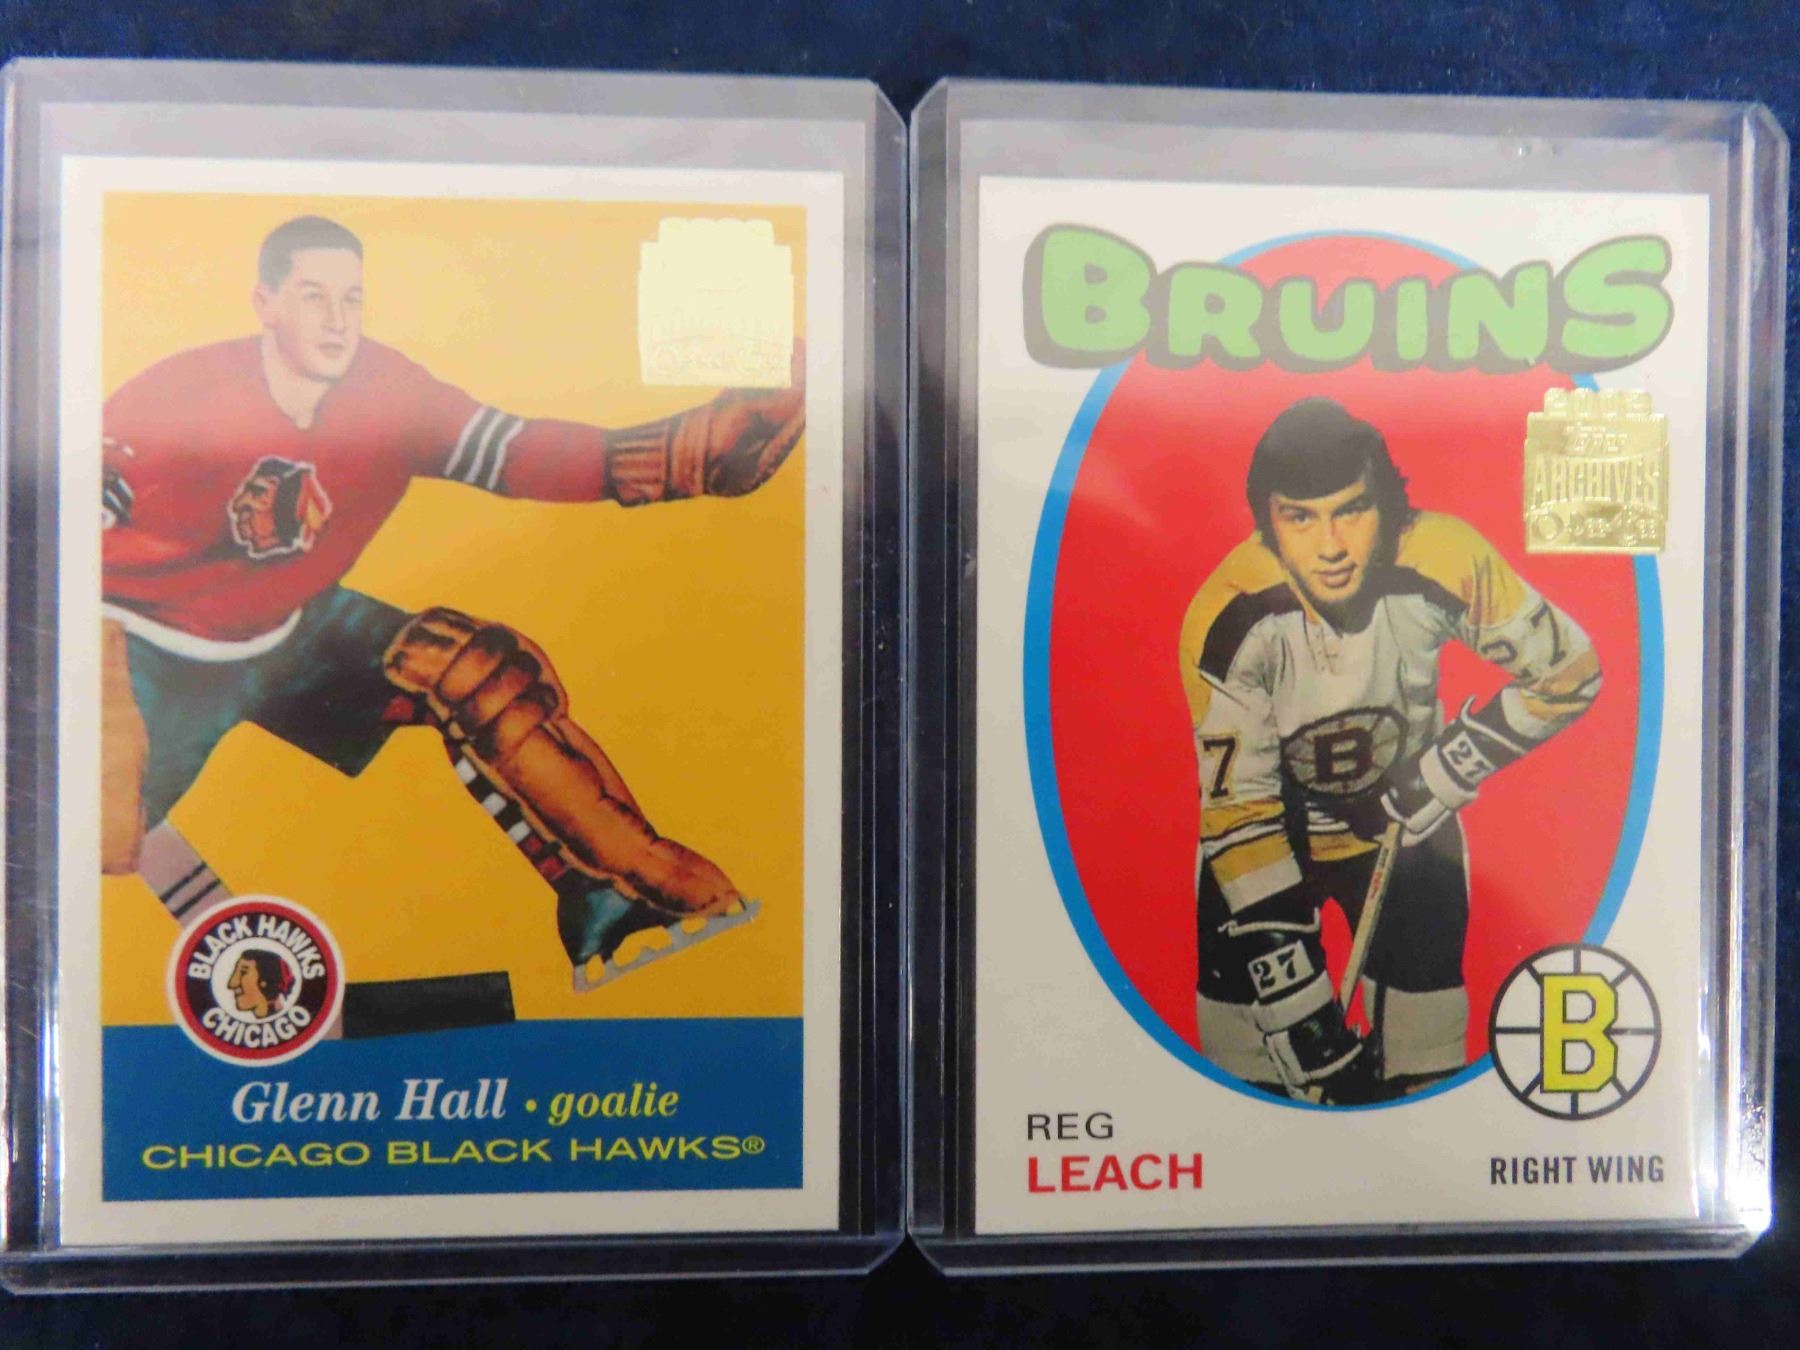 BLACK HAWKS
CHICAGO
Glenn Hall • goalie
CHICAGO BLACK HAWKS®
BRUINS
2002
Topps
ARCHIVES
O-Pee-Chee
27
7
27
27
B
B
REG
LEACH
RIGHT WING